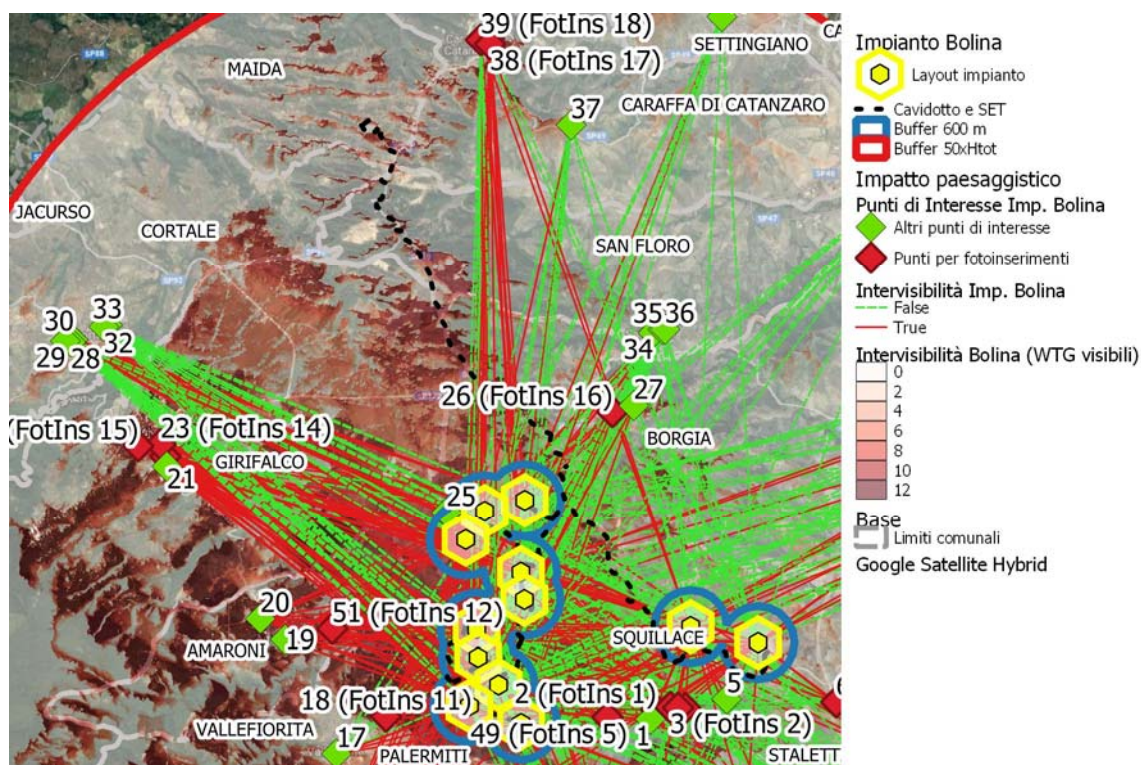 39 (FotIns 18)
SETTINGIANO
38 (FotIns 17)
MAIDA
CARAFFA DI CATANZARO
37
JACURSO
CORTALE
SAN FLORO
30
33
29
28
32
35
36
34
26 (FotIns 16)
27
(FotIns 15)
23 (FotIns 14)
BORGIA
GIRIFALCO
21
25
20
51 (FotIns 12)
19
AMARONI
SQUILLACE
18 (FotIns 11)
2 (FotIns 1)
5
VALLEFIORITA
49 (FotIns 5)
1
3 (FotIns 2)
17
PALERMITI
STALETT
Impianto Bolina
Layout impianto
Cavidotto e SET
Buffer 600 m
Buffer 50xHtot
Impatto paesaggistico
Punti di Interesse Imp. Bolina
Altri punti di interesse
Punti per fotoinserimenti
Intervisibilità Imp. Bolina
False
True
Intervisibilità Bolina (WTG visibili)
0
2
4
6
8
10
12
Base
Limiti comunali
Google Satellite Hybrid